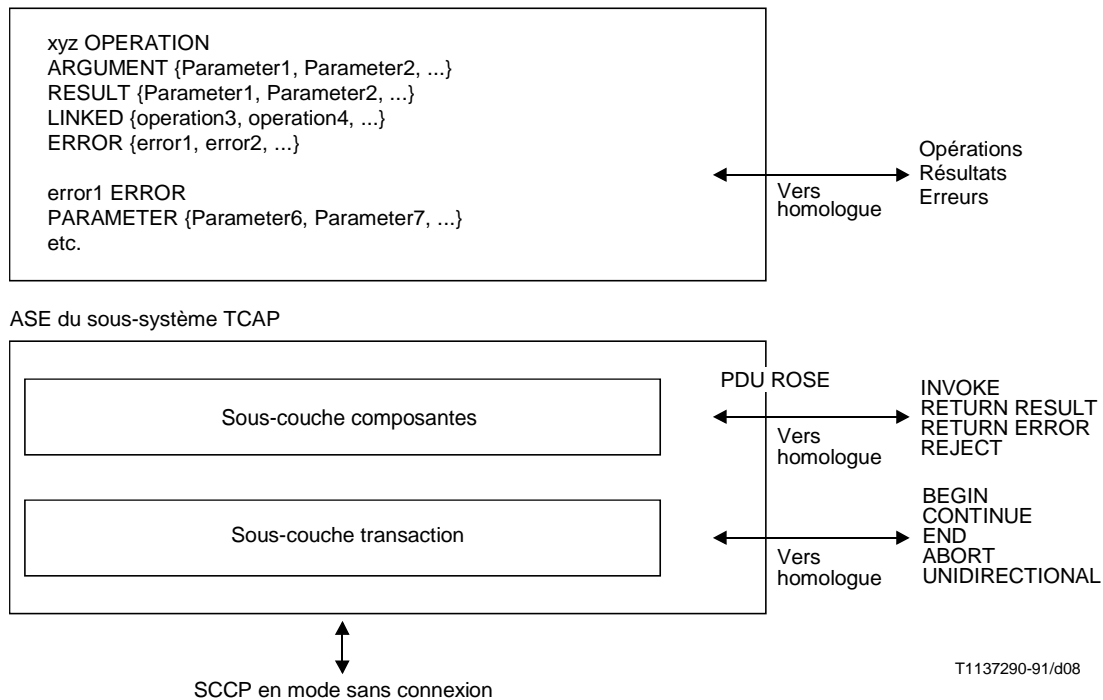 xyz OPERATION
ARGUMENT {Parameter1, Parameter2, ...}
RESULT {Parameter1, Parameter2, ...}
LINKED {operation3, operation4, ...}
ERROR {error1, error2, ...}
error1 ERROR
PARAMETER {Parameter6, Parameter7, ...}
etc.
Vers
homologue
Opérations
Résultats
Erreurs
ASE du sous-système TCAP
Sous-couche composantes
PDU ROSE
Vers
homologue
INVOKE
RETURN RESULT
RETURN ERROR
REJECT
Sous-couche transaction
Vers
homologue
BEGIN
CONTINUE
END
ABORT
UNIDIRECTIONAL
SCCP en mode sans connexion
T1137290-91/d08